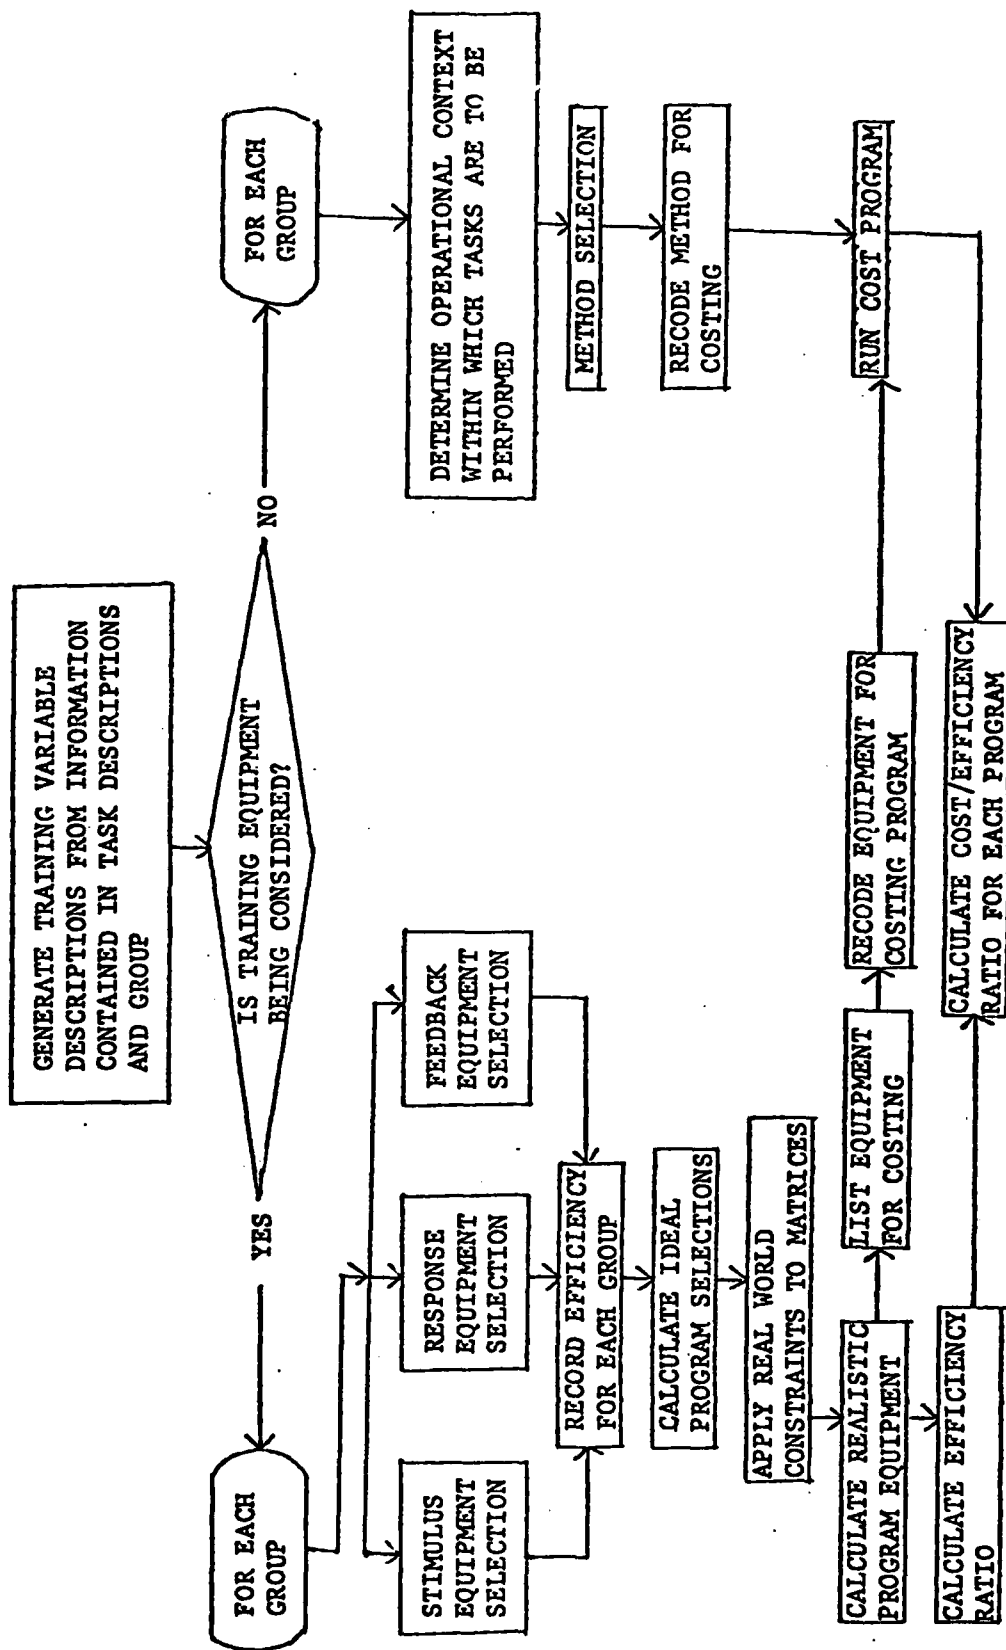 GENERATE TRAINING VARIABLE
DESCRIPTIONS FROM INFORMATION
CONTAINED IN TASK DESCRIPTIONS
AND GROUP
IS TRAINING EQUIPMENT
BEING CONSIDERED?
YES
NO
FOR EACH
GROUP
STIMULUS
EQUIPMENT
SELECTION
RESPONSE
EQUIPMENT
SELECTION
FEEDBACK
EQUIPMENT
SELECTION
RECORD EFFICIENCY
FOR EACH GROUP
CALCULATE IDEAL
PROGRAM SELECTIONS
APPLY REAL WORLD
CONSTRAINTS TO MATRICES
CALCULATE REALISTIC
PROGRAM EQUIPMENT
LIST EQUIPMENT
FOR COSTING
RECODE EQUIPMENT FOR
COSTING PROGRAM
CALCULATE EFFICIENCY
RATIO
FOR EACH
GROUP
DETERMINE OPERATIONAL CONTEXT
WITHIN WHICH TASKS ARE TO BE
PERFORMED
METHOD SELECTION
RECODE METHOD FOR
COSTING
RUN COST PROGRAM
CALCULATE COST/EFFICIENCY
RATIO FOR EACH PROGRAM